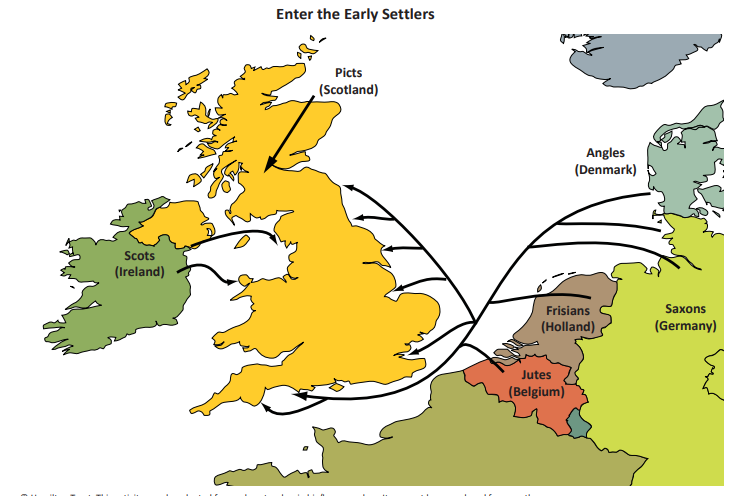 Enter the Early Settlers
Picts
(Scotland)
Angles
(Denmark)
Scots
(Ireland)
Frisians
(Holland)
Saxons
(Germany)
Jutes
(Belgium)